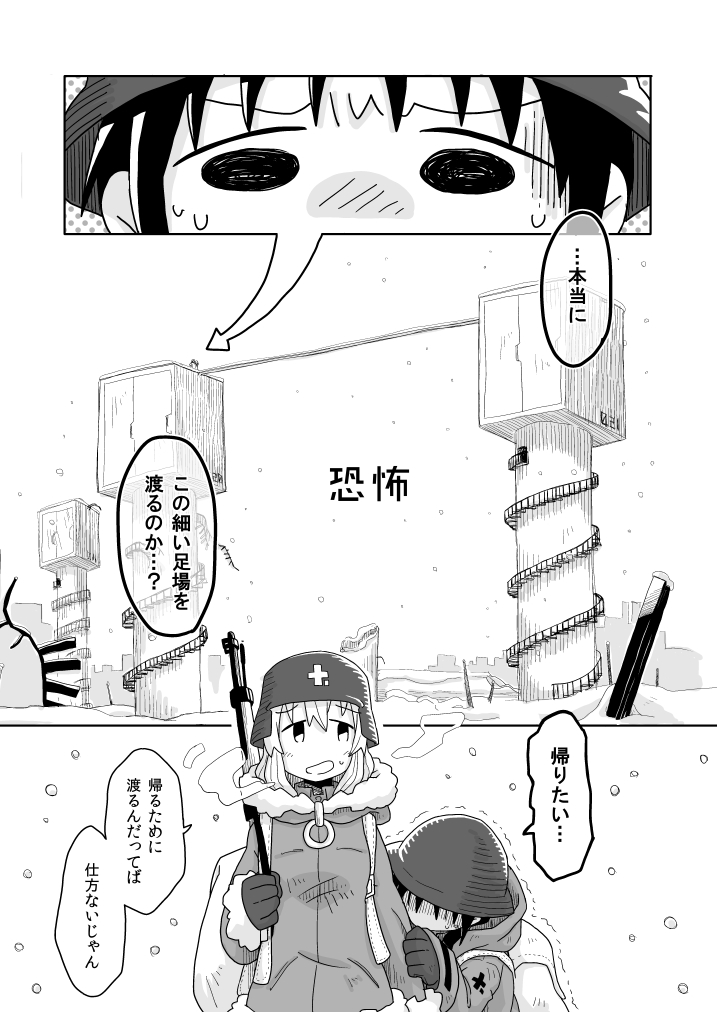 …本当に
この細い足場を
渡るのか…?
恐怖
帰りたい…
帰るために
渡るんだってば
仕方ないじゃん